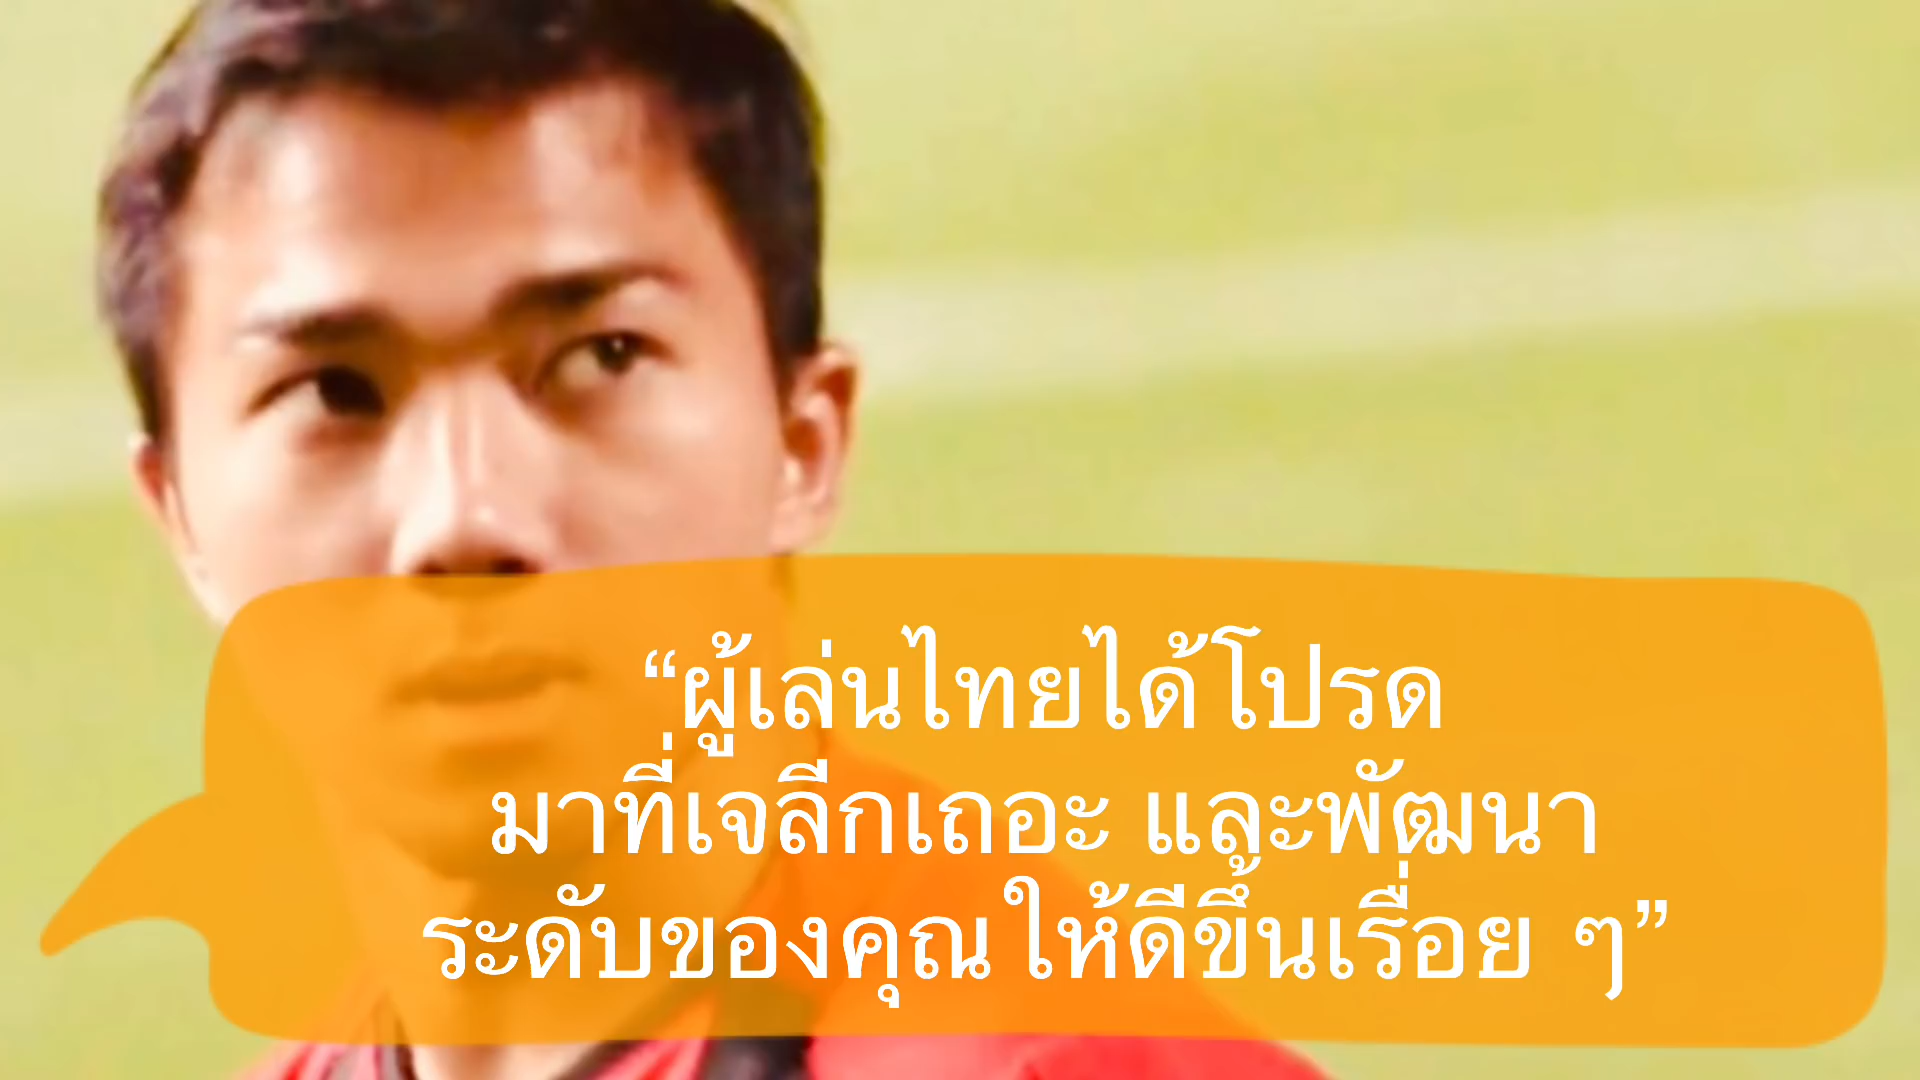 “ผู้เล่นไทยได้โปรด
มาที่เจลีกเถอะ และพัฒนา
ระดับของคุณ ให้ดีขึ้นเรื่อย ๆ”